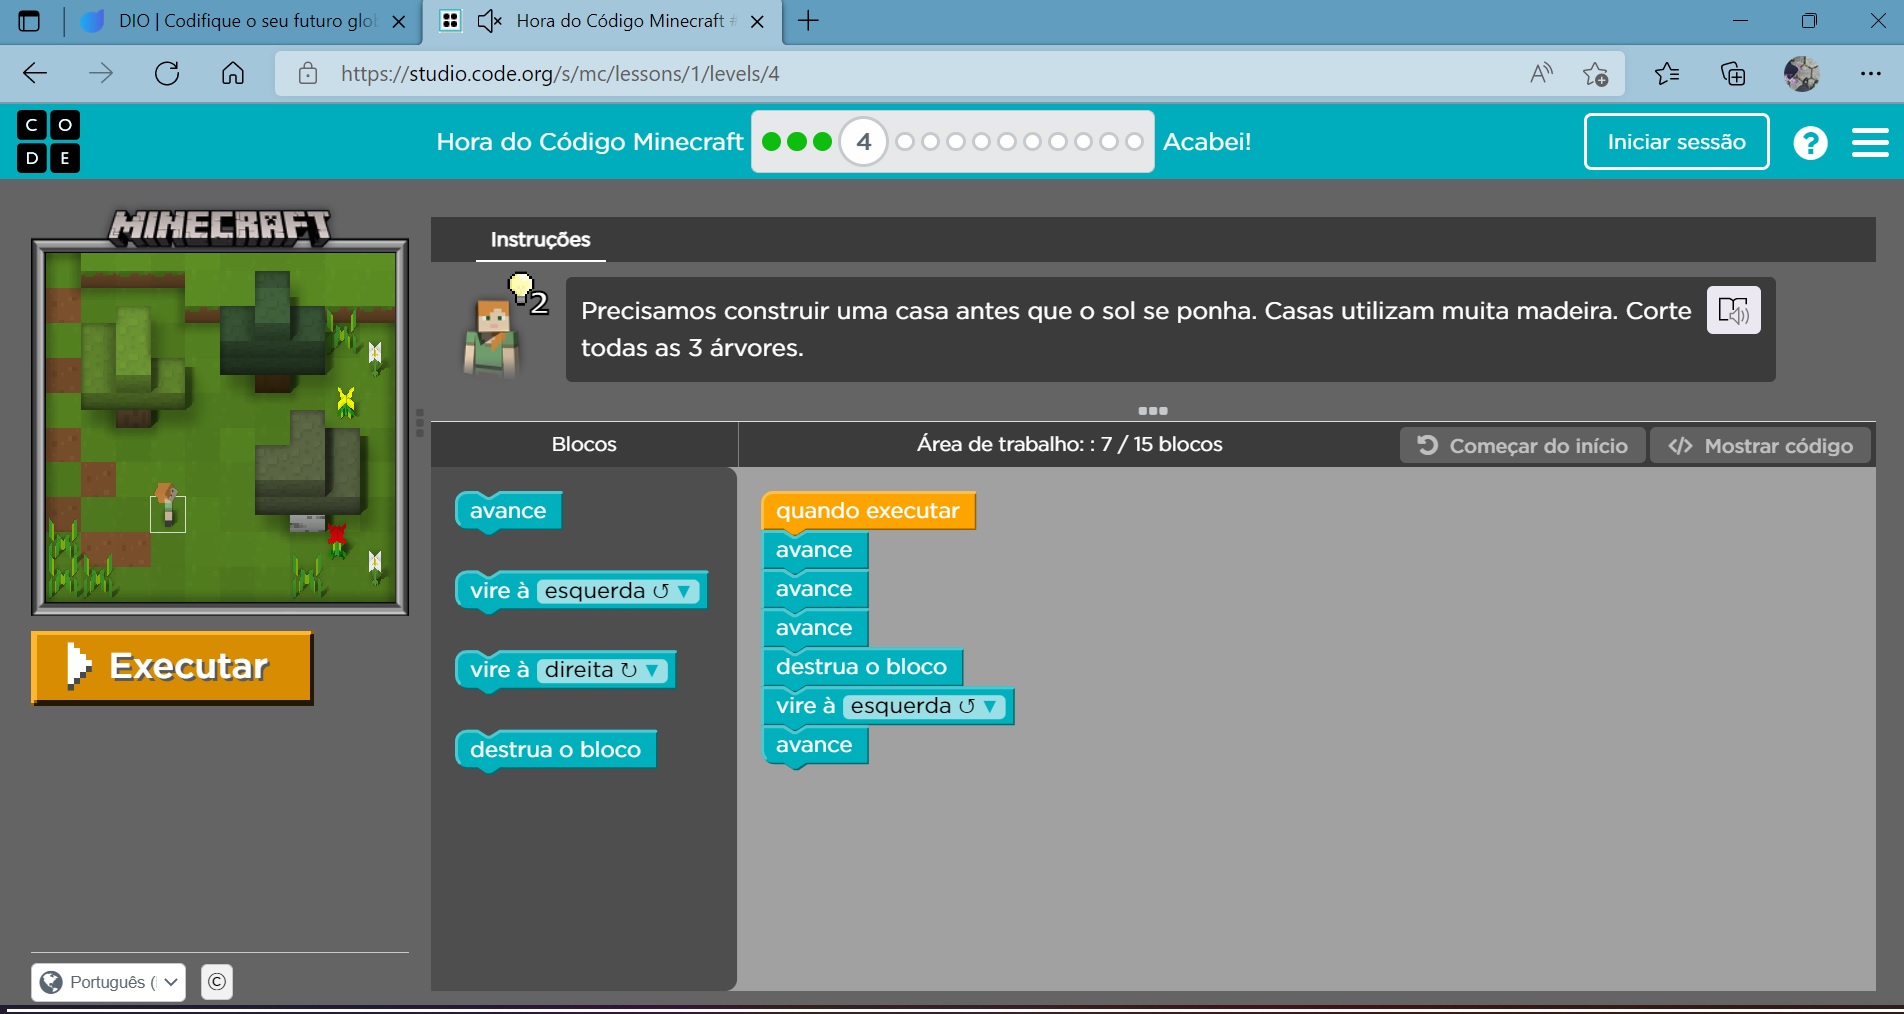 DIO | Codifique o seu futuro glo
Hora do Código Minecraft #
https://studio.code.org/s/mc/lessons/1/levels/4
CODE
Hora do Código Minecraft
4
Acabei!
Iniciar sessão
?
MINECRAFT
Instruções
2
Precisamos construir uma casa antes que o sol se ponha. Casas utilizam muita madeira. Corte
todas as 3 árvores.
Blocos
Área de trabalho: : 7 / 15 blocos
Começar do início
</> Mostrar código
avance
vire à esquerda ↺ ▼
vire à direita ↻ ▼
destrua o bloco
quando executar
avance
avance
avance
destrua o bloco
vire à esquerda ↺ ▼
avance
Executar
Português (
©